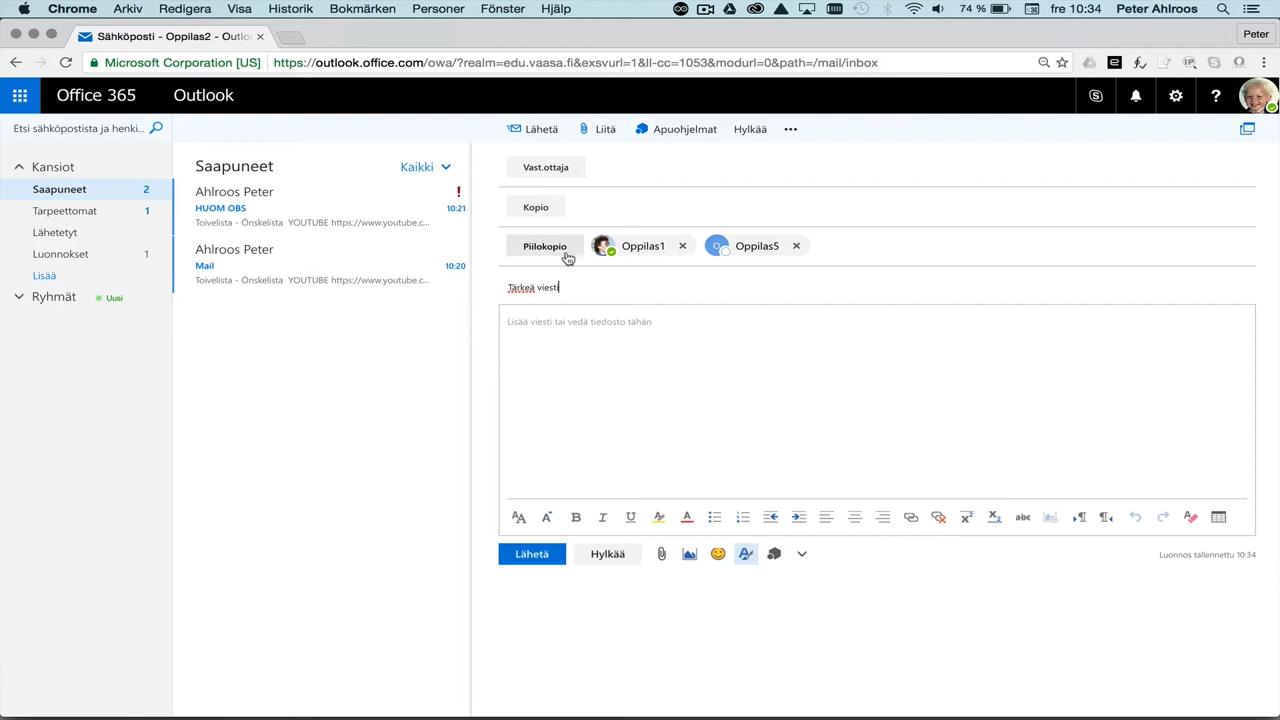 Chrome Arkiv Redigera Visa Historik Bokmärken Personer Fönster Hjälp 74 % fre 10:34 Peter Ahlroos
Sähköposti - Oppilas2 - Outlo
Peter
Microsoft Corporation [US] https://outlook.office.com/owa/?realm=edu.vaasa.fi&exsvurl=1&ll-cc=1053&modurl=0&path=/mail/inbox
Office 365 Outlook
Etsi sähköpostista ja henki...
Lähetä Liitä Apuohjelmat Hylkää
Kansiot
Saapuneet 2
Tarpeettomat 1
Lähetetyt
Luonnokset 1
Lisää
Ryhmät Uusi
Saapuneet Kaikki
Ahlroos Peter
HUOM OBS 10:21
Toivelista - Önskelista YOUTUBE https://www.youtube.c...
Ahlroos Peter
Mail 10:20
Toivelista - Önskelista YOUTUBE https://www.youtube.c...
Vast.ottaja
Kopio
Piilokopio Oppilas1 Oppilas5
Tärkeä viesti
Lisää viesti tai vedä tiedosto tähän
Lähetä Hylkää
Luonnos tallennettu 10:34